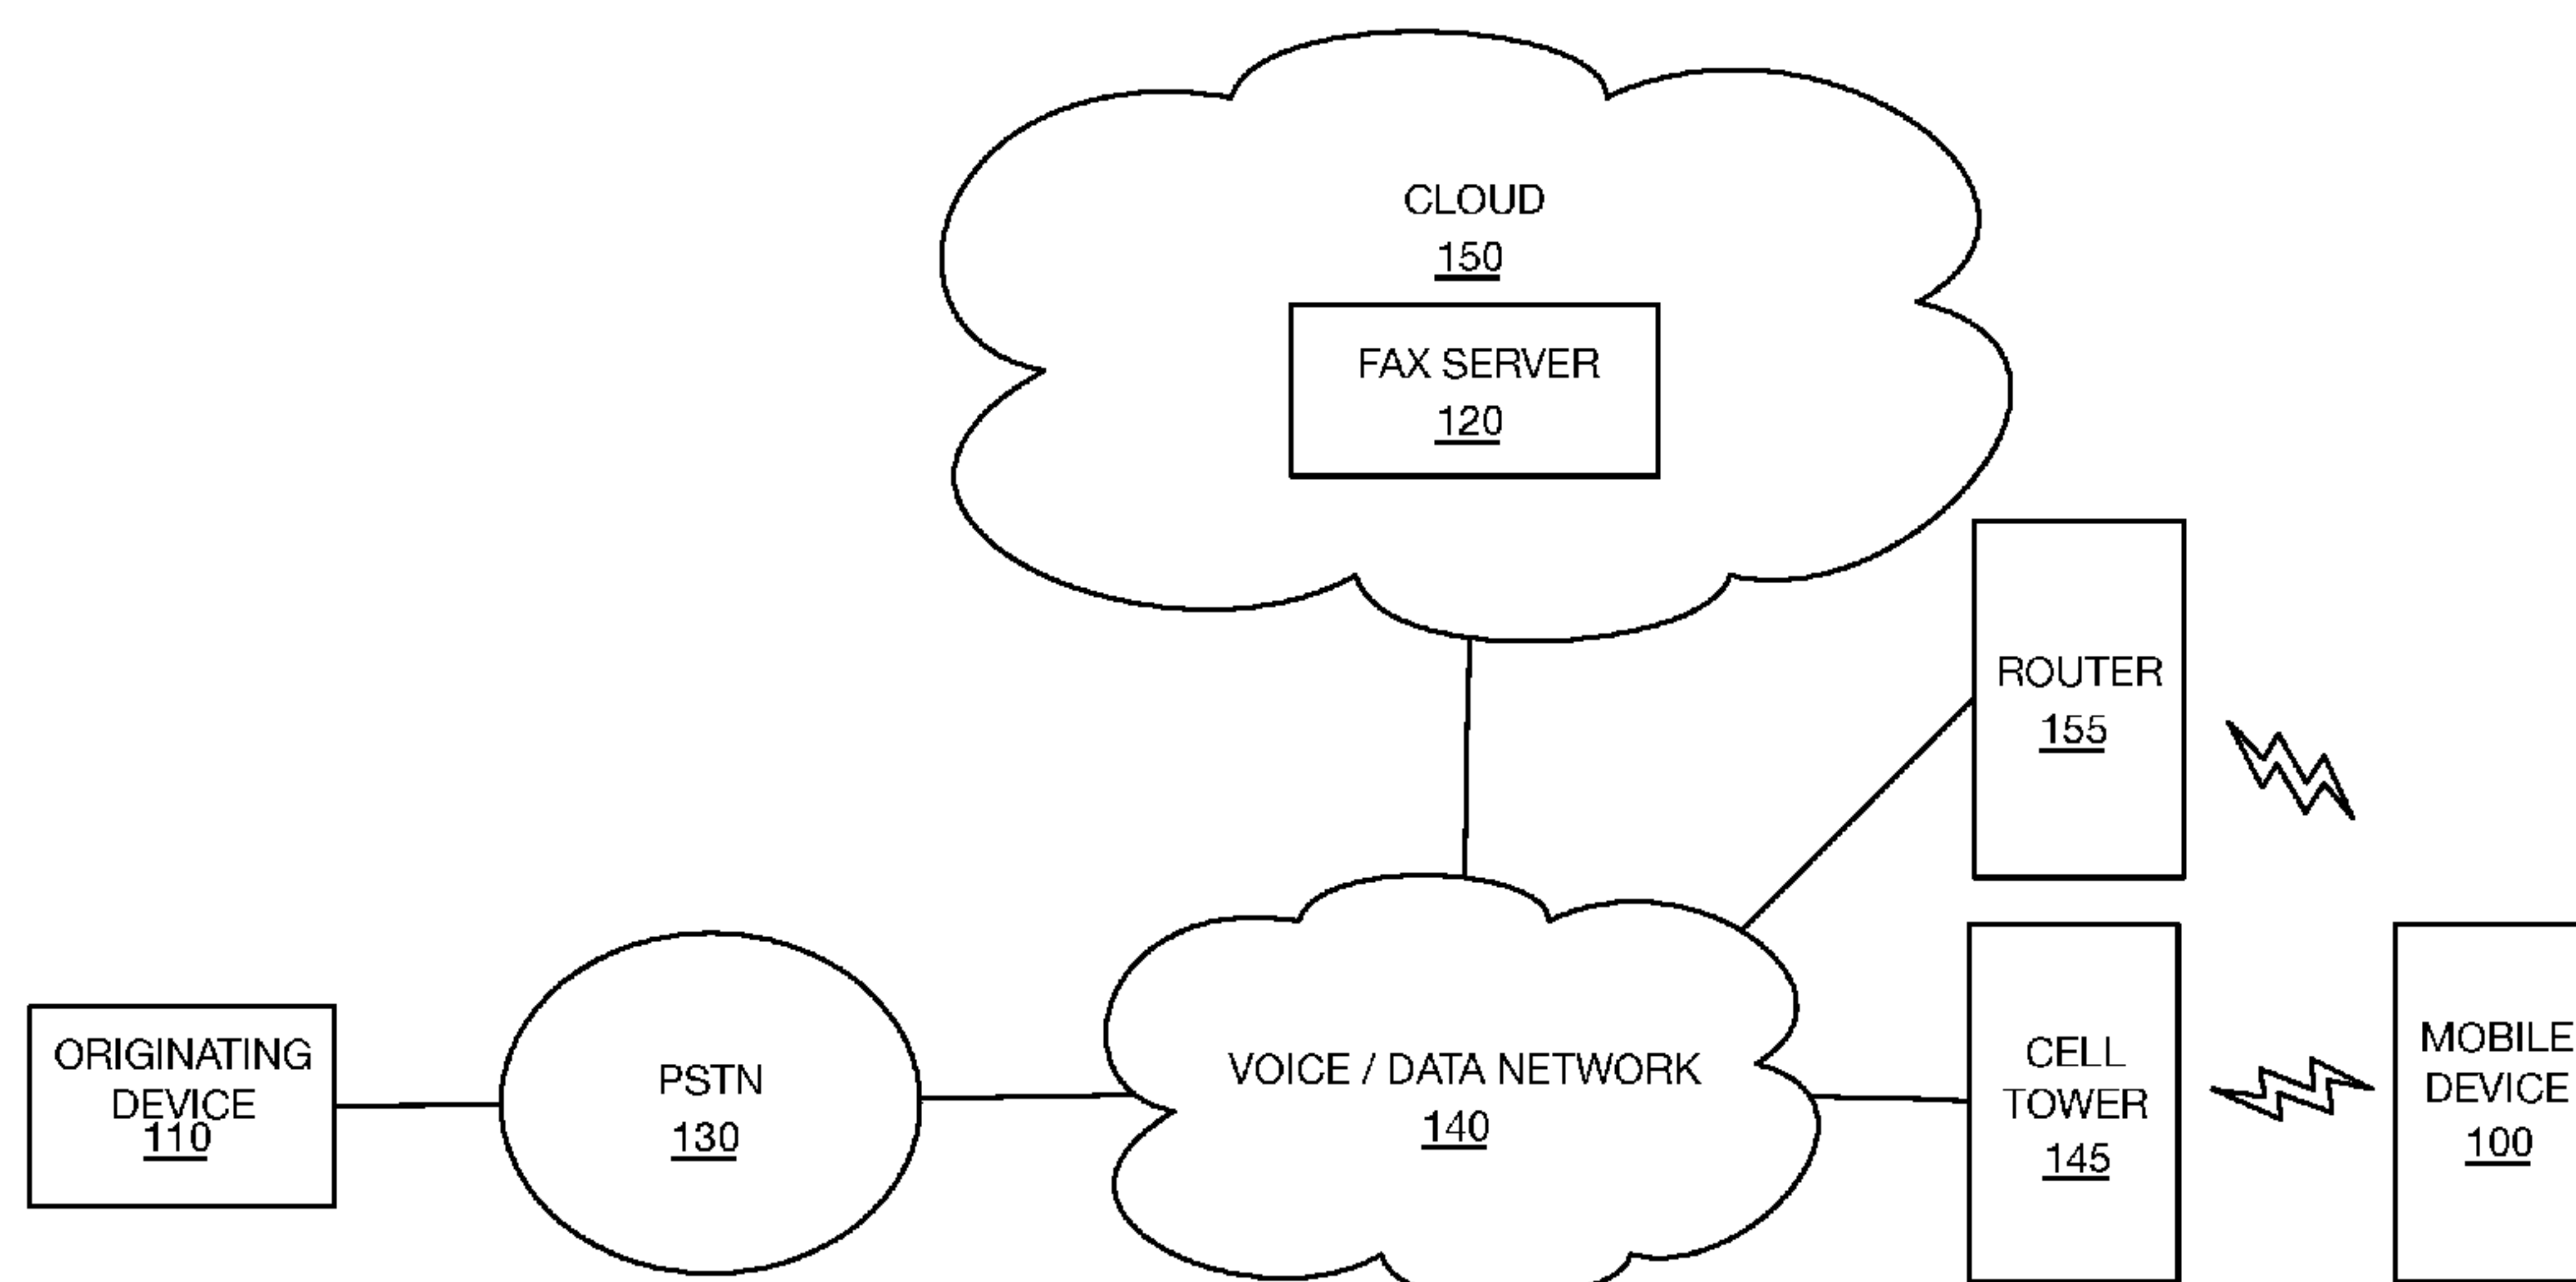 CLOUD
150
FAX SERVER
120
ROUTER
155
ORIGINATING
DEVICE
110
PSTN
130
VOICE / DATA NETWORK
140
CELL
TOWER
145
MOBILE
DEVICE
100